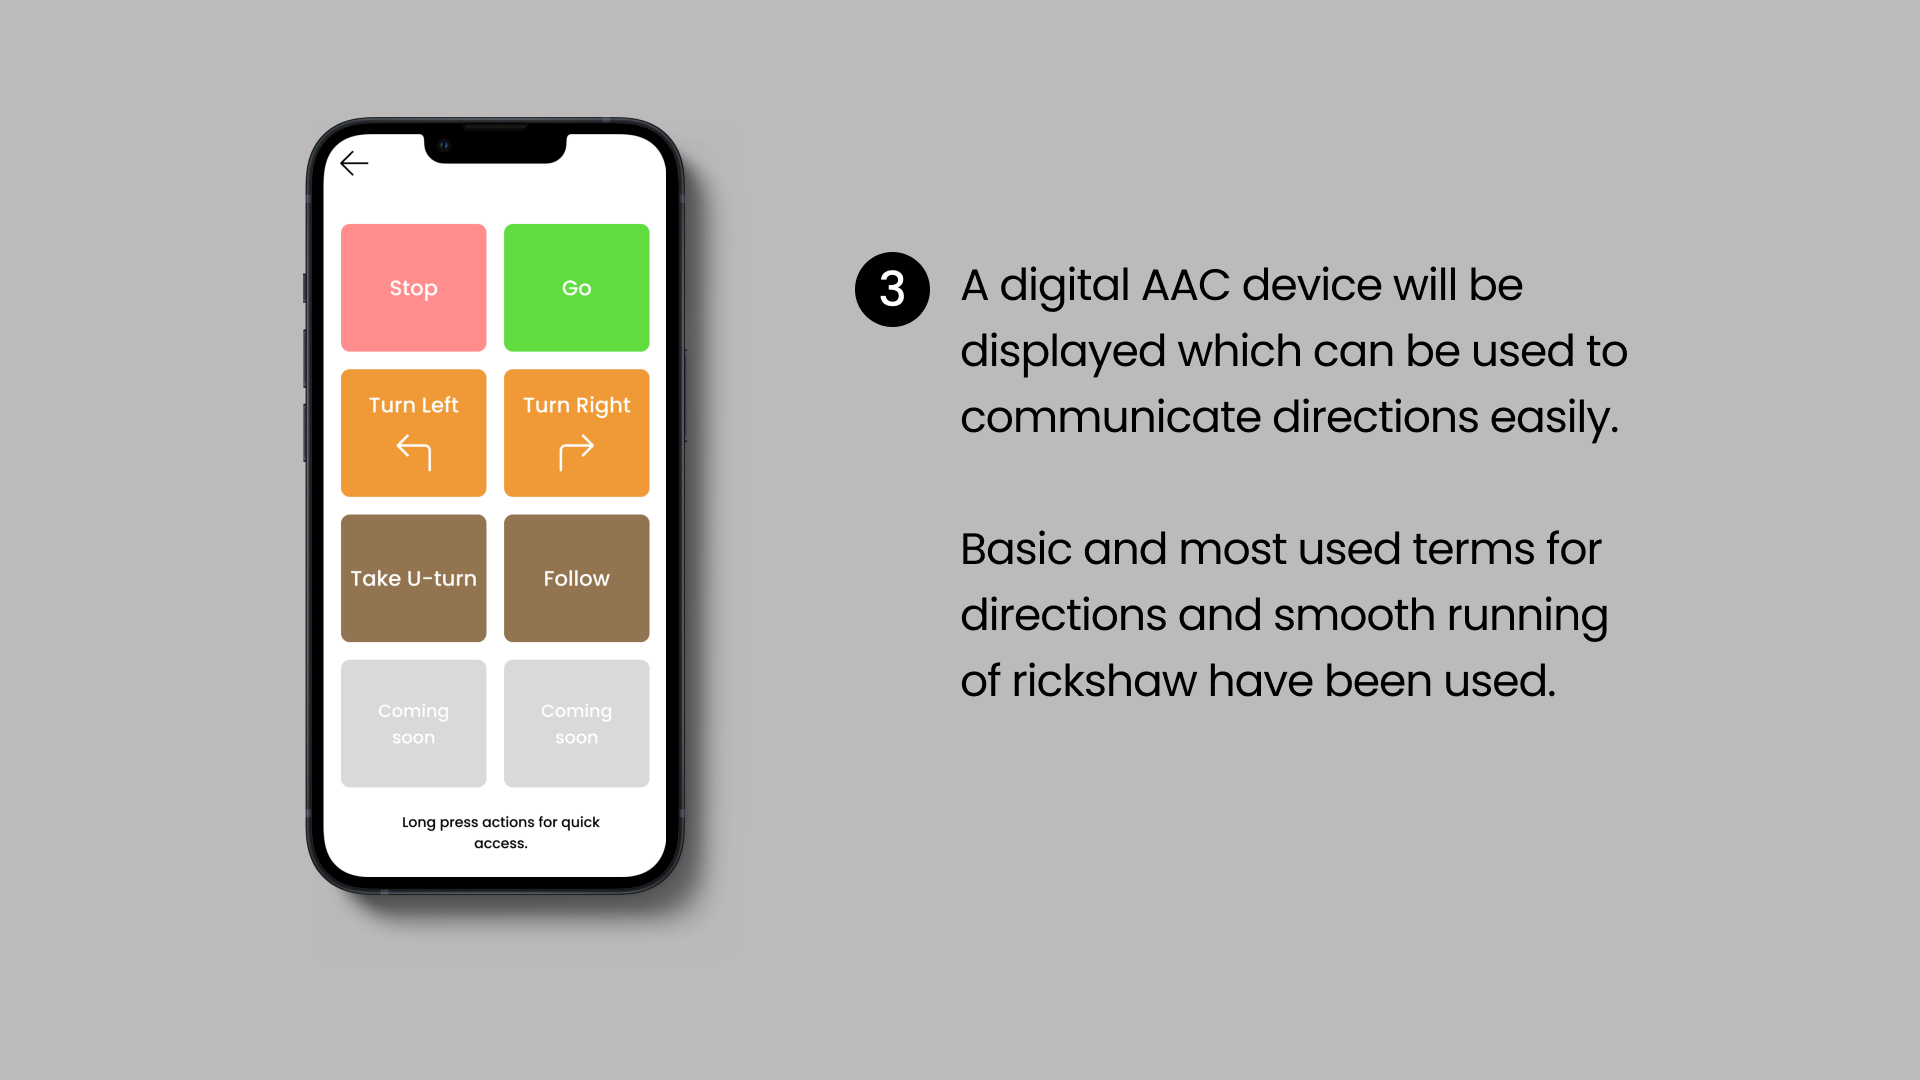 Stop
Go
Turn Left
Turn Right
Take U-turn
Follow
Coming
soon
Coming
soon
Long press actions for quick
access.
3
A digital AAC device will be
displayed which can be used to
communicate directions easily.
Basic and most used terms for
directions and smooth running
of rickshaw have been used.